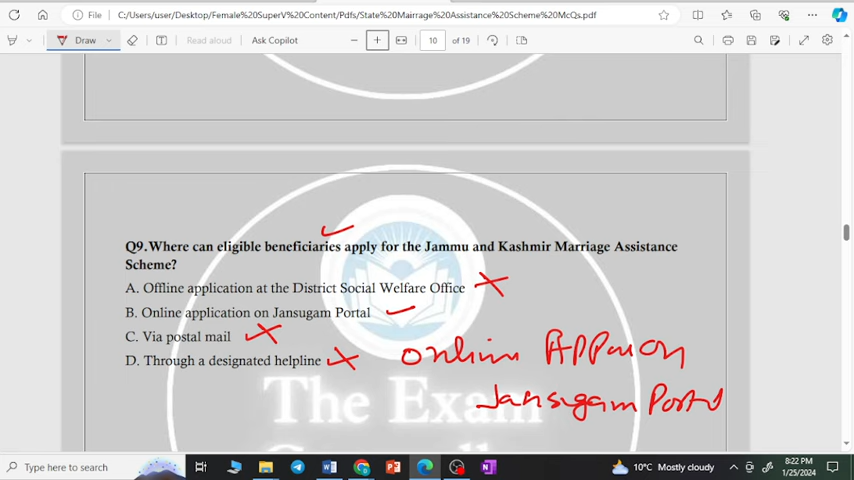 File
C:/Users/user/Desktop/Female%20SuperV%20Content/Pdfs/State%20Mairrage%20Assistance%20Scheme%20McQs.pdf
Draw
Read aloud
Ask Copilot
10 of 19
Q9.Where can eligible beneficiaries apply for the Jammu and Kashmir Marriage Assistance
Scheme?
A. Offline application at the District Social Welfare Office
B. Online application on Jansugam Portal
C. Via postal mail
D. Through a designated helpline
Online App on
Jansugam Portal
The Exam
Type here to search
10°C Mostly cloudy
8:22 PM
1/25/2024